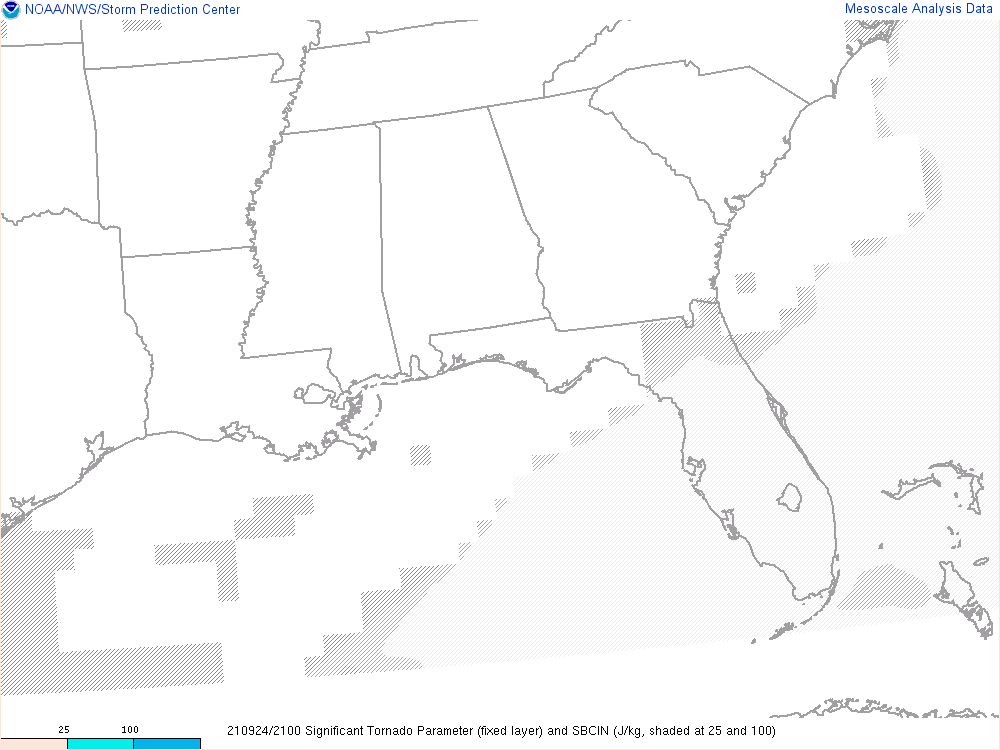 NOAA/NWS/Storm Prediction Center
Mesoscale Analysis Data
25 100
210924/2100 Significant Tornado Parameter (fixed layer) and SBCIN (J/kg, shaded at 25 and 100)